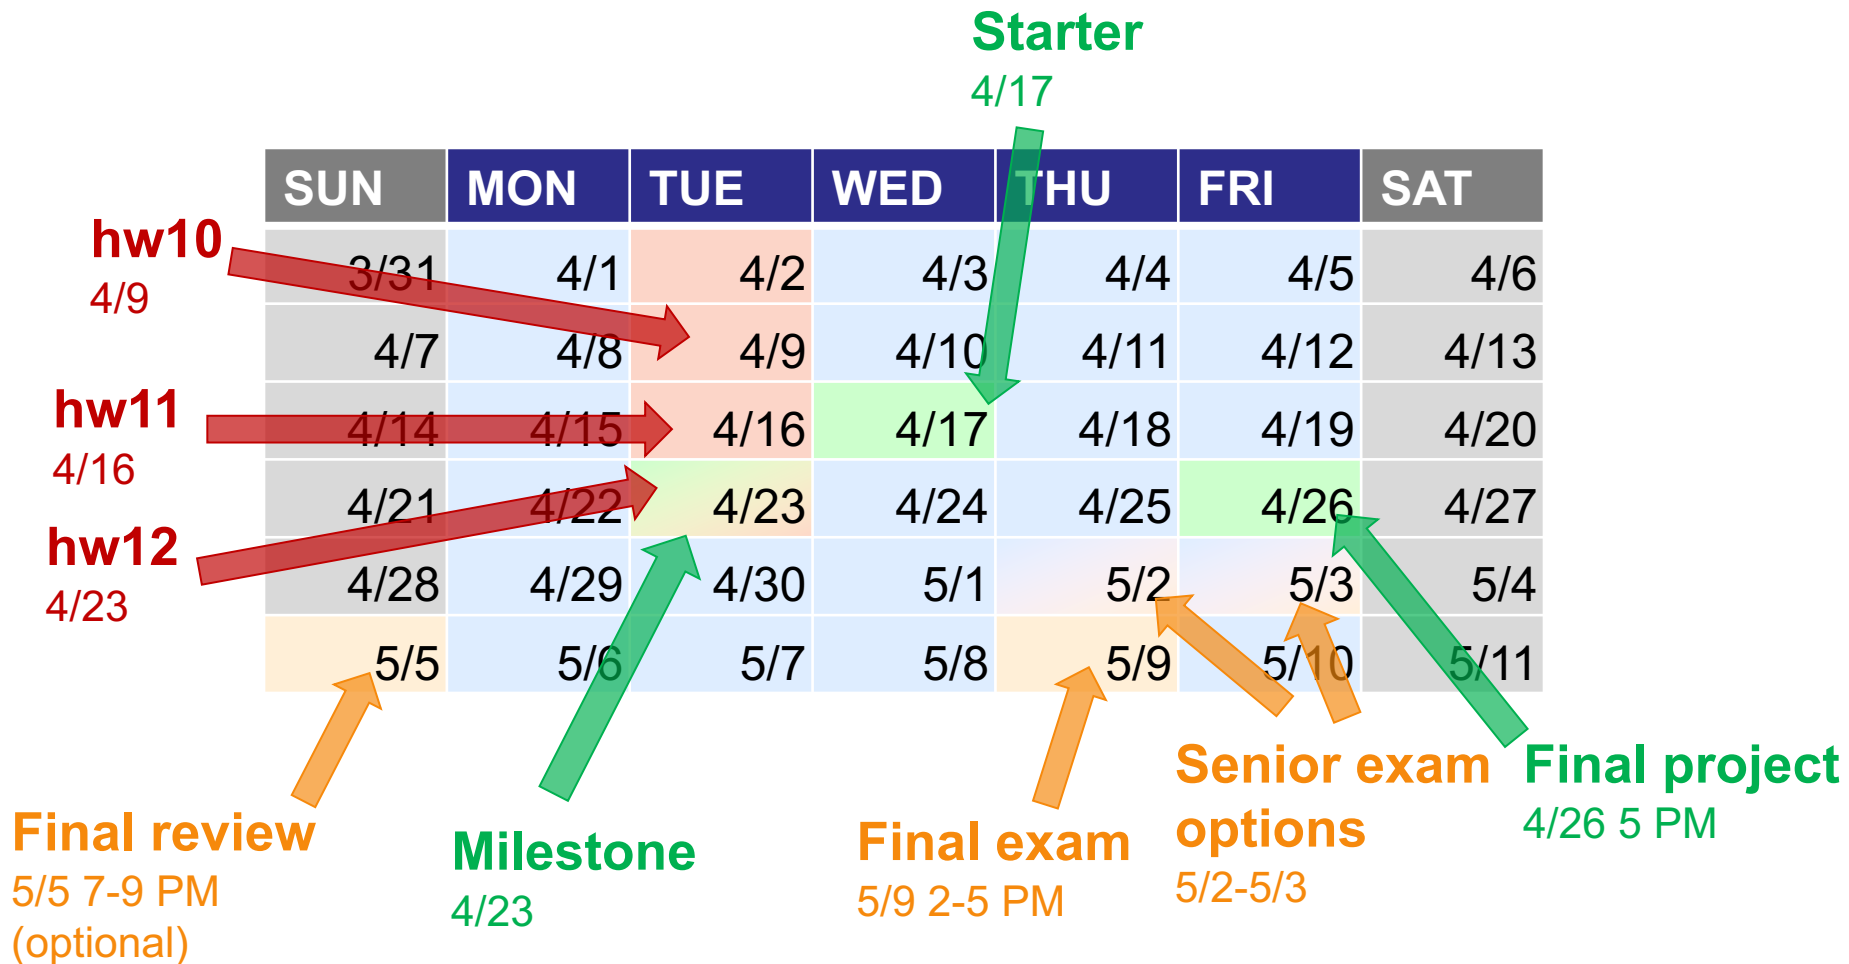 Starter
4/17
SUN MON TUE WED THU FRI SAT
hw10
4/9
3/31 4/1 4/2 4/3 4/4 4/5 4/6
4/7 4/8 4/9 4/10 4/11 4/12 4/13
hw11
4/16
4/14 4/15 4/16 4/17 4/18 4/19 4/20
4/21 4/22 4/23 4/24 4/25 4/26 4/27
hw12
4/23
4/28 4/29 4/30 5/1 5/2 5/3 5/4
5/5 5/6 5/7 5/8 5/9 5/10 5/11
Final review
5/5 7-9 PM
(optional)
Milestone
4/23
Final exam
5/9 2-5 PM
Senior exam
options
5/2-5/3
Final project
4/26 5 PM